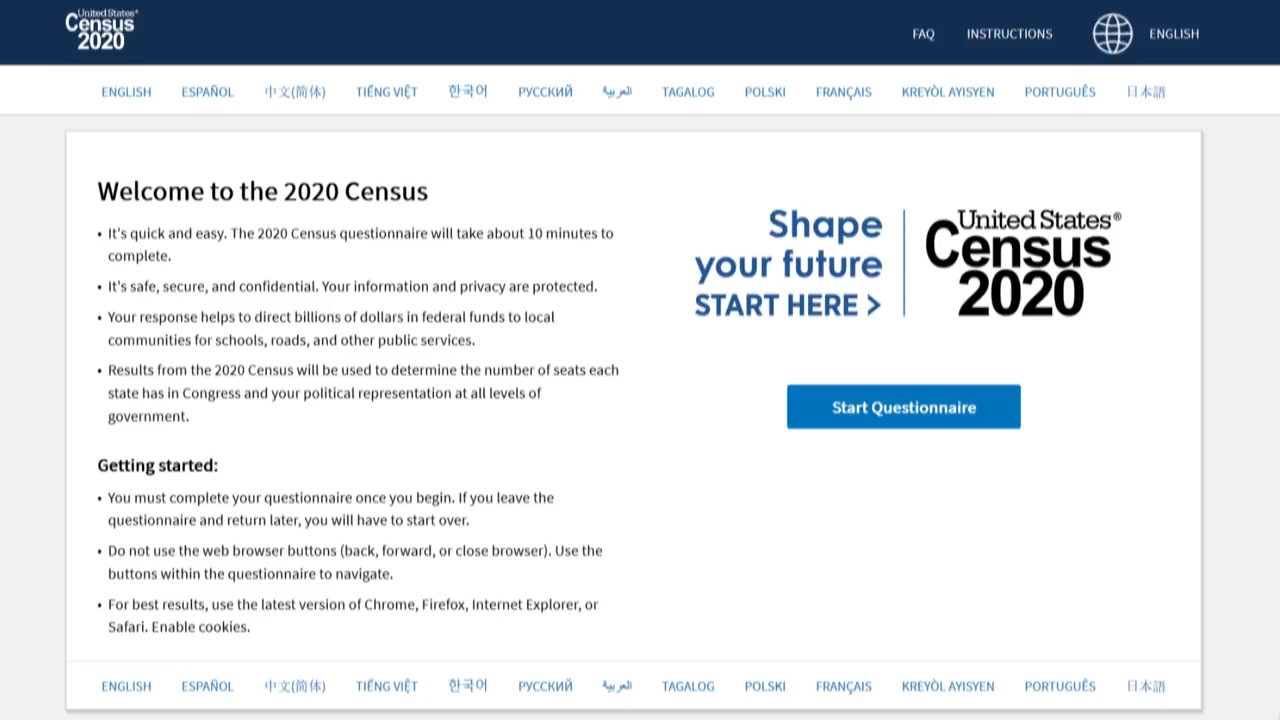 United States®
Census
2020
FAQ INSTRUCTIONS ENGLISH
ENGLISH ESPAÑOL 中文(简体) TIẾNG VIỆT 한국어 РУССКИЙ العربية TAGALOG POLSKI FRANÇAIS KREYÒL AYISYEN PORTUGUÊS 日本語
Welcome to the 2020 Census
• It's quick and easy. The 2020 Census questionnaire will take about 10 minutes to
complete.
• It's safe, secure, and confidential. Your information and privacy are protected.
• Your response helps to direct billions of dollars in federal funds to local
communities for schools, roads, and other public services.
• Results from the 2020 Census will be used to determine the number of seats each
state has in Congress and your political representation at all levels of
government.
Getting started:
• You must complete your questionnaire once you begin. If you leave the
questionnaire and return later, you will have to start over.
• Do not use the web browser buttons (back, forward, or close browser). Use the
buttons within the questionnaire to navigate.
• For best results, use the latest version of Chrome, Firefox, Internet Explorer, or
Safari. Enable cookies.
Shape
your future
START HERE >
United States®
Census
2020
Start Questionnaire
ENGLISH ESPAÑOL 中文(简体) TIẾNG VIỆT 한국어 РУССКИЙ العربية TAGALOG POLSKI FRANÇAIS KREYÒL AYISYEN PORTUGUÊS 日本語